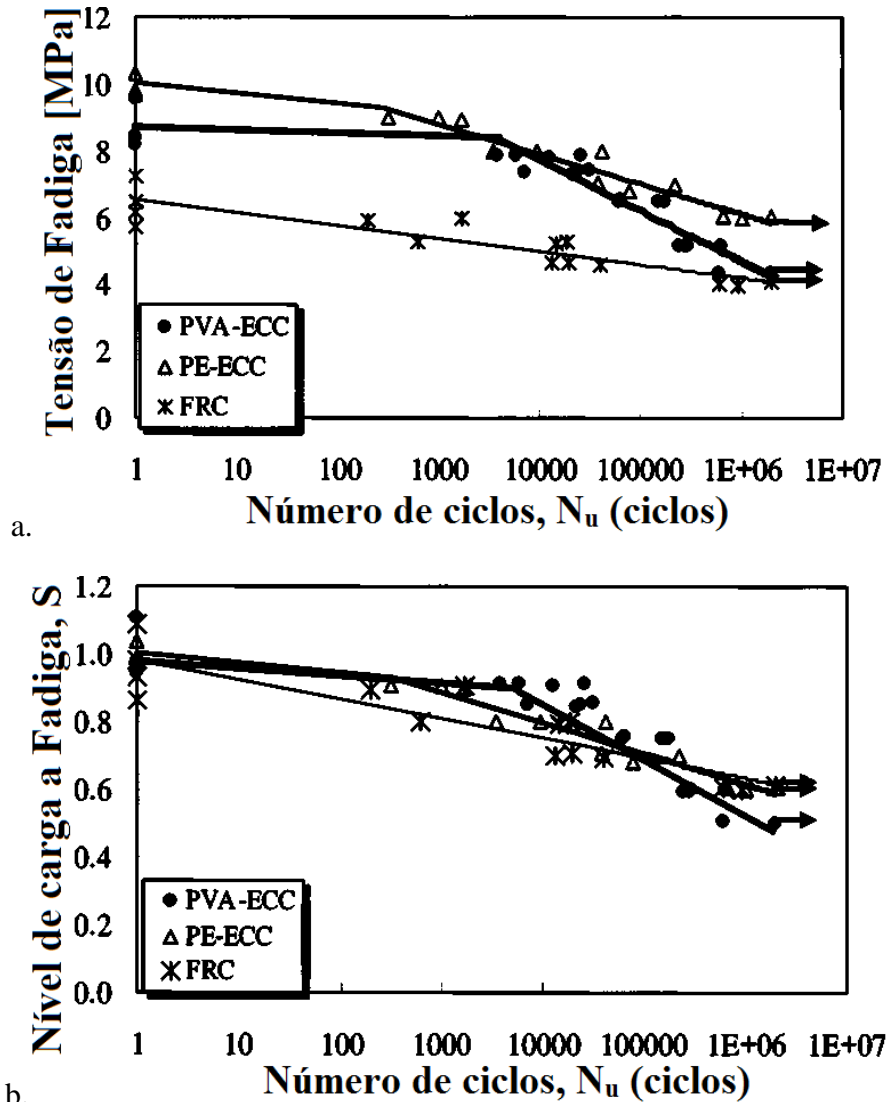 12
10
8
6
4
2
0
Tensão de Fadiga [MPa]
PVA-ECC
PE-ECC
FRC
1 10 100 1000 10000 100000 1E+06 1E+07
Número de ciclos, Nu (ciclos)
a.
1.2
1.0
0.8
0.6
0.4
0.2
0.0
Nível de carga a Fadiga, S
PVA-ECC
PE-ECC
FRC
1 10 100 1000 10000 100000 1E+06 1E+07
Número de ciclos, Nu (ciclos)
b